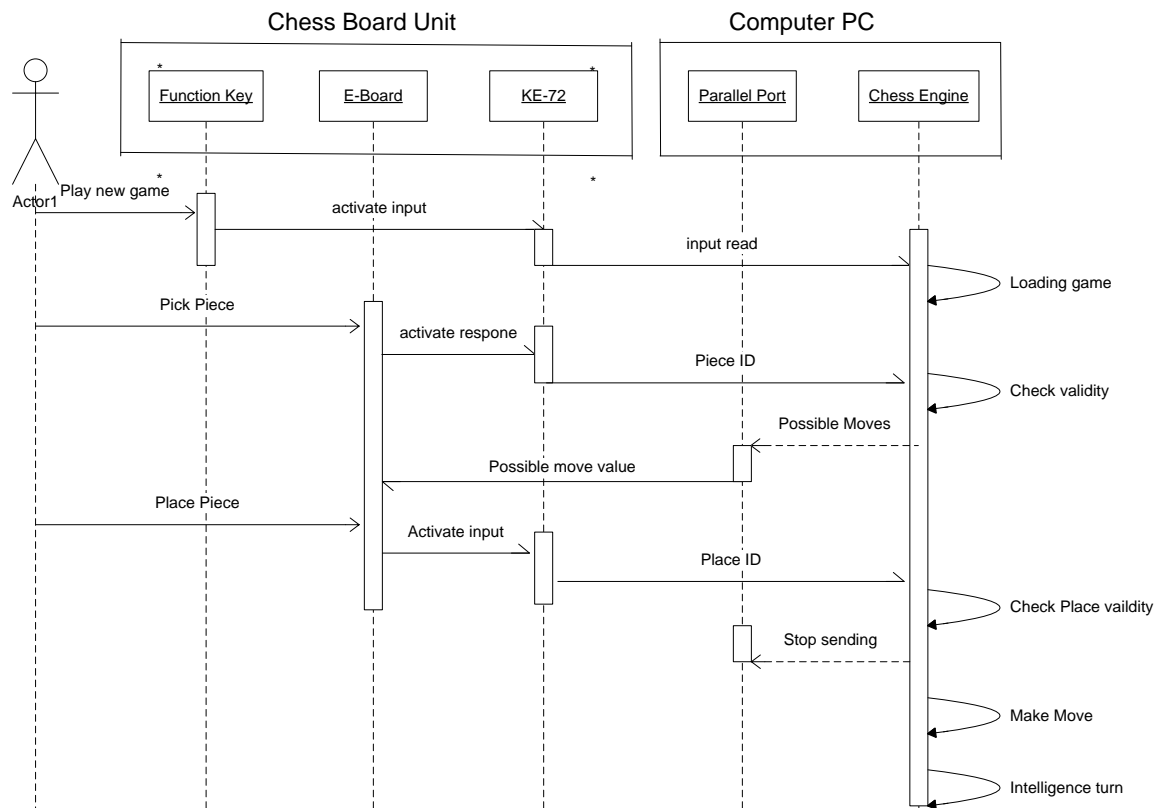 Chess Board Unit
Computer PC
* *
Function Key
E-Board
KE-72
Parallel Port
Chess Engine
* *
Actor1
Play new game
activate input
input read
Loading game
Pick Piece
activate respone
Piece ID
Check validity
Possible Moves
Possible move value
Place Piece
Activate input
Place ID
Check Place vaildity
Stop sending
Make Move
Intelligence turn